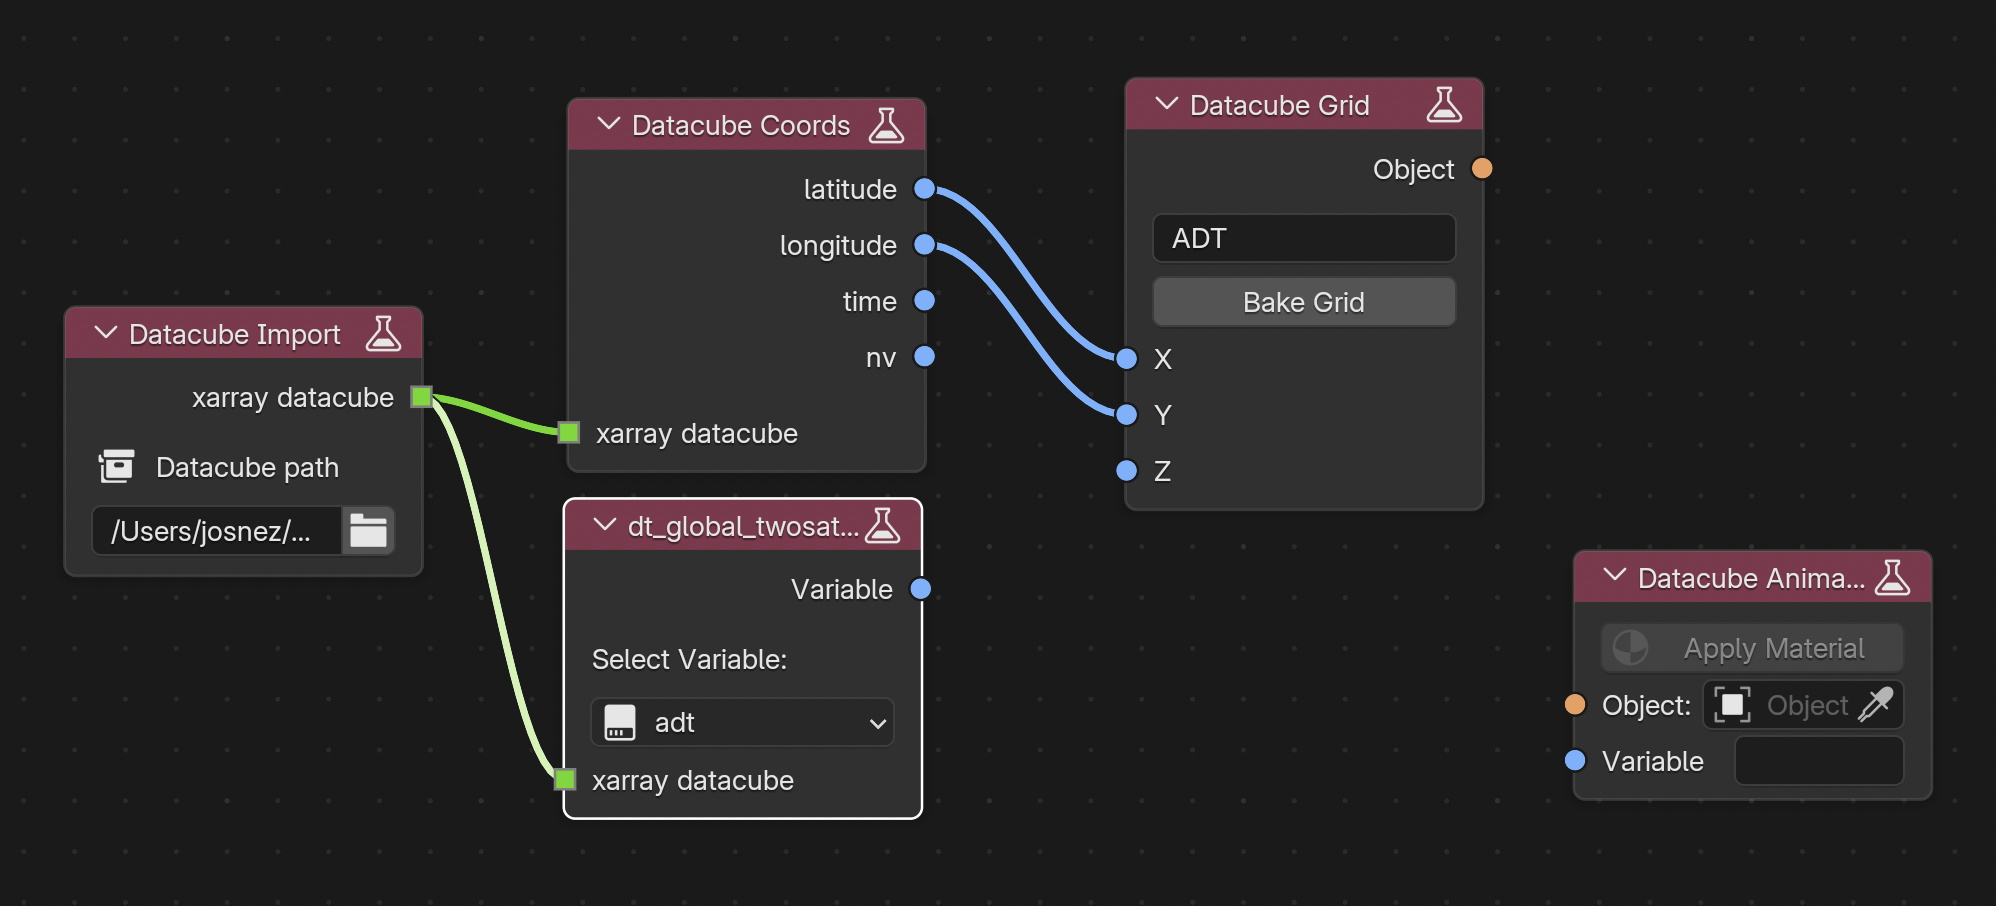 Datacube Import
xarray datacube
Datacube path
/Users/josnez/...
Datacube Coords
latitude
longitude
time
nv
xarray datacube
dt_global_twosat...
Variable
Select Variable:
adt
xarray datacube
Datacube Grid
Object
ADT
Bake Grid
X
Y
Z
Datacube Anima...
Apply Material
Object: Object
Variable